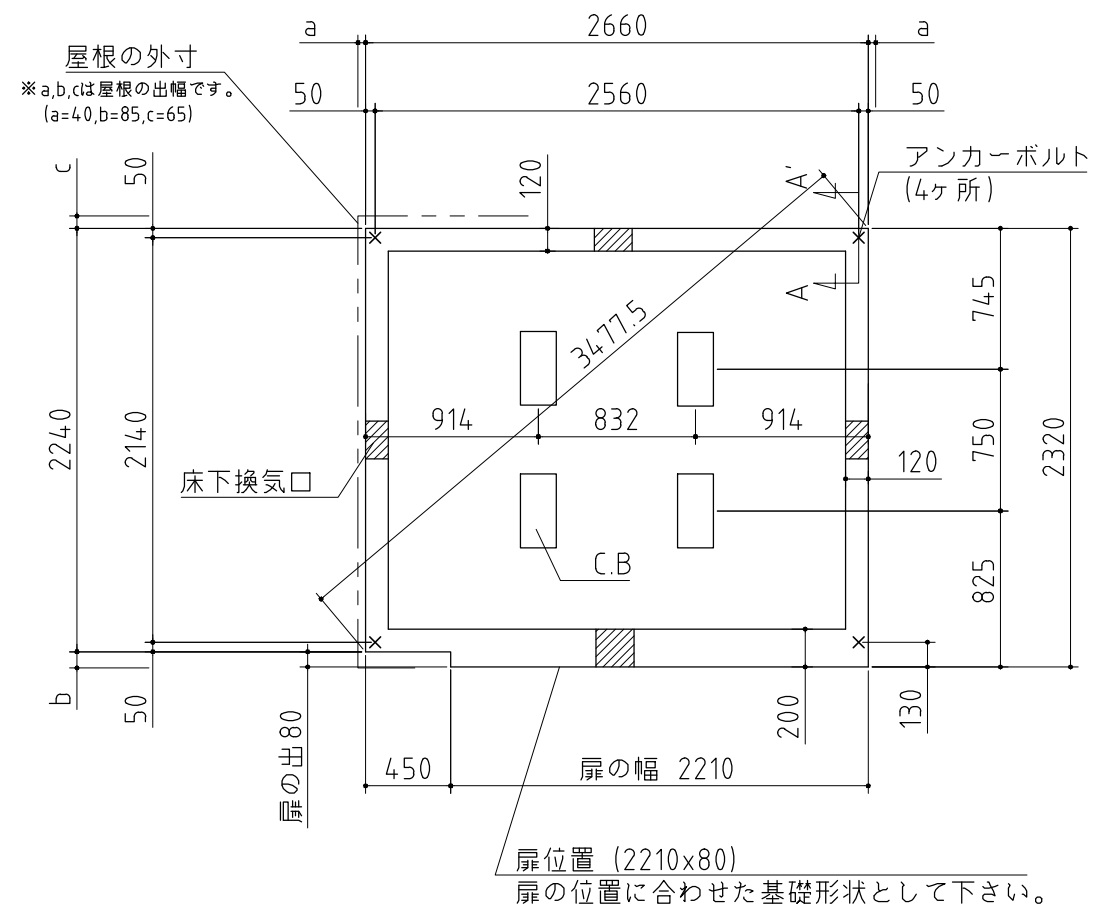 a
2660
a
屋根の外寸
※a,b,cは屋根の出幅です。
(a=40,b=85,c=65)
50
2560
50
c
50
120
A'
アンカーボルト
(4ヶ所)
A
745
3477.5
914
832
914
2240
2140
750
2320
120
床下換気口
C.B
825
b
50
扉の出80
200
130
450
扉の幅 2210
扉位置 (2210x80)
扉の位置に合わせた基礎形状として下さい。